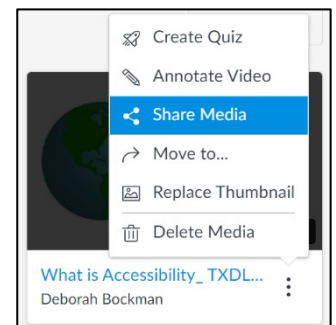 Create Quiz
Annotate Video
Share Media
Move to...
Replace Thumbnail
Delete Media
What is Accessibility_ TXDL...
Deborah Bockman